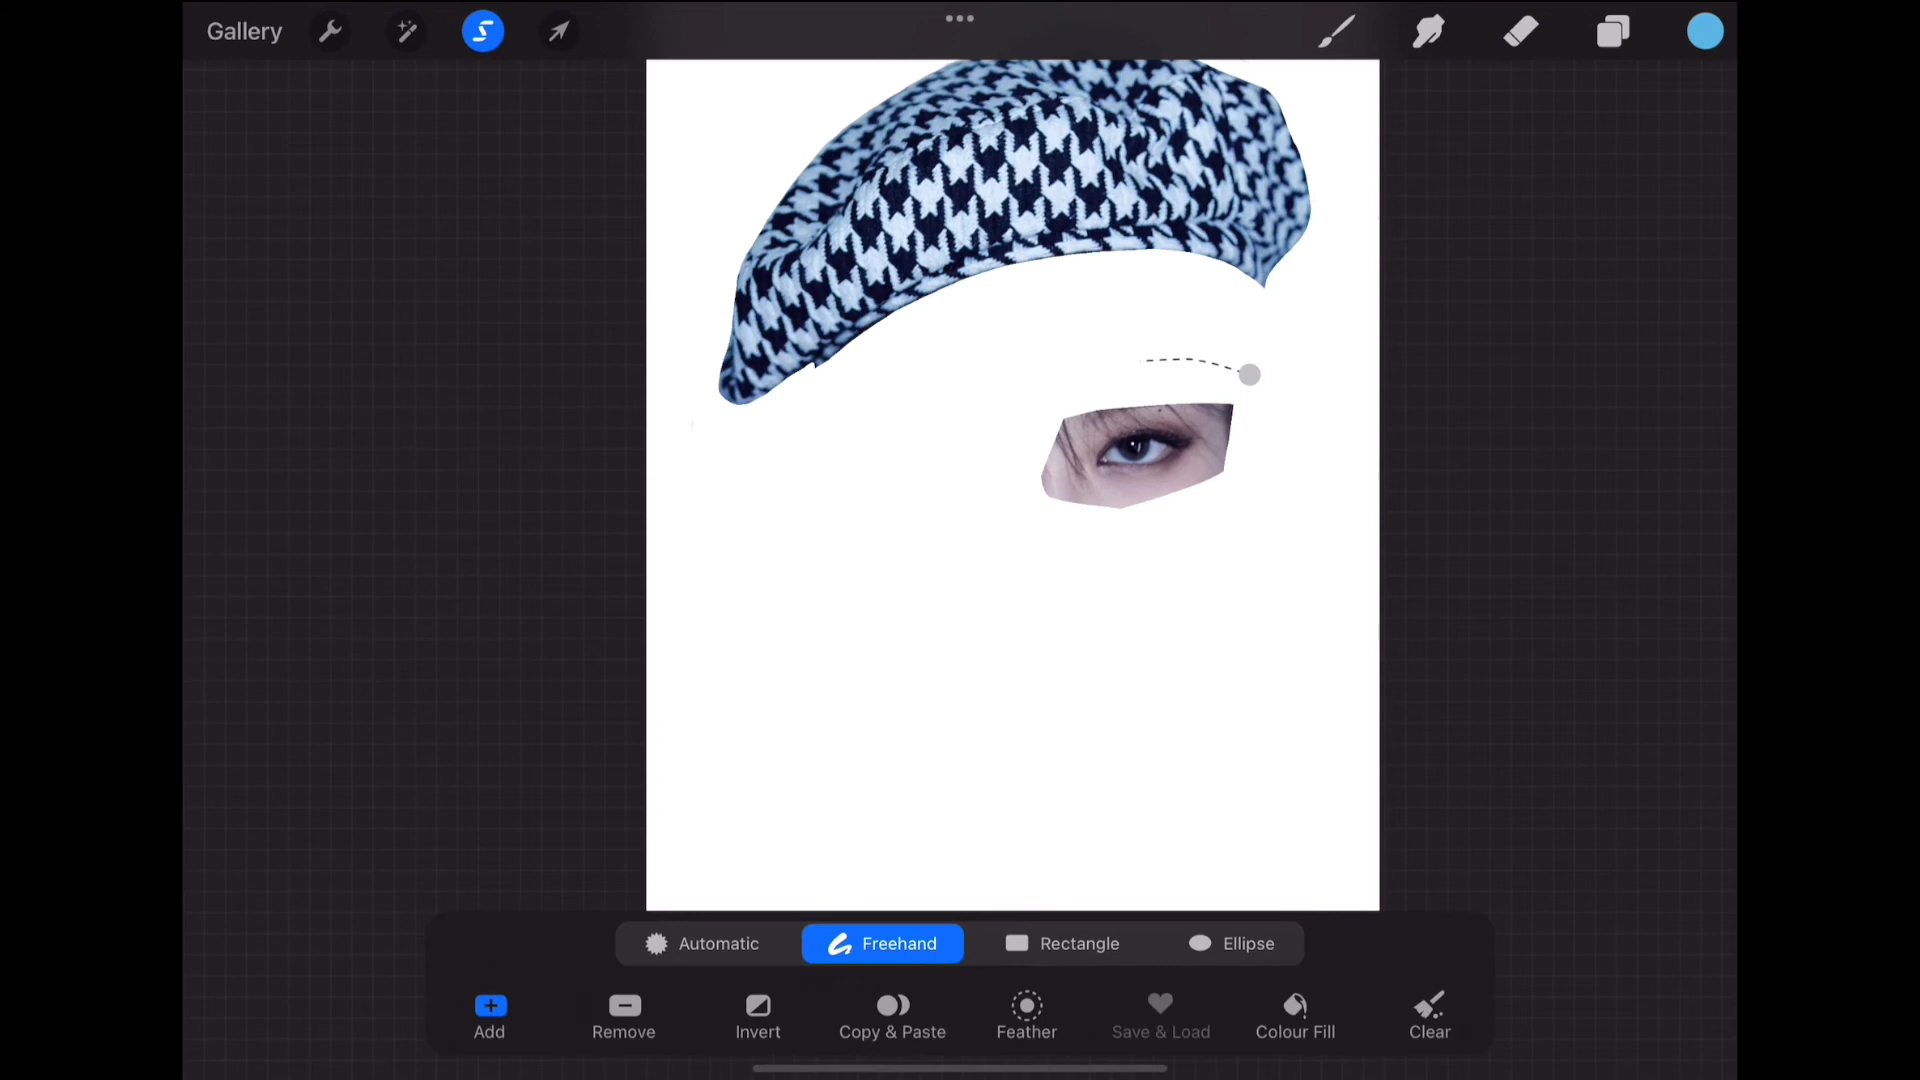 Gallery
Automatic Freehand Rectangle Ellipse
Add Remove Invert Copy & Paste Feather Save & Load Colour Fill Clear